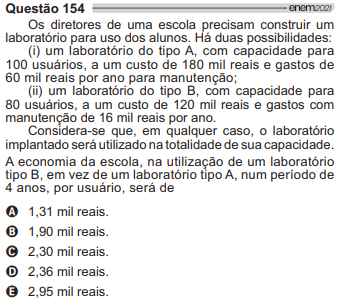 Questão 154 enem2021
Os diretores de uma escola precisam construir um
laboratório para uso dos alunos. Há duas possibilidades:
(i) um laboratório do tipo A, com capacidade para
100 usuários, a um custo de 180 mil reais e gastos de
60 mil reais por ano para manutenção;
(ii) um laboratório do tipo B, com capacidade para
80 usuários, a um custo de 120 mil reais e gastos com
manutenção de 16 mil reais por ano.
Considera-se que, em qualquer caso, o laboratório
implantado será utilizado na totalidade de sua capacidade.
A economia da escola, na utilização de um laboratório
tipo B, em vez de um laboratório tipo A, num período de
4 anos, por usuário, será de
A 1,31 mil reais.
B 1,90 mil reais.
C 2,30 mil reais.
D 2,36 mil reais.
E 2,95 mil reais.